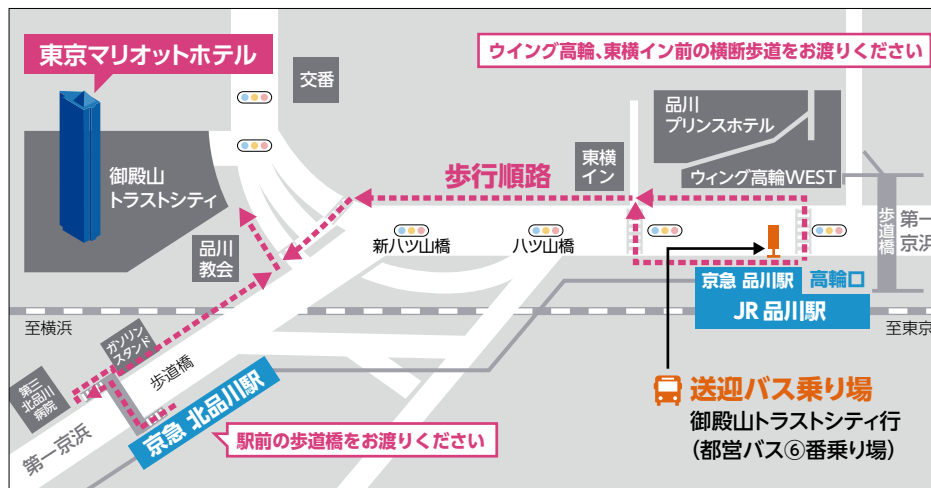 東京マリオットホテル
ウイング高輪、東横イン前の横断歩道をお渡りください
交番
品川
プリンスホテル
御殿山
トラストシティ
東横
イン
歩行順路
ウィング高輪WEST
歩道橋
第一
京浜
品川
教会
新八ツ山橋
八ツ山橋
京急 品川駅
高輪口
JR 品川駅
至横浜
至東京
ガソリン
スタンド
歩道橋
第三
北品川
病院
京急 北品川駅
第一京浜
駅前の歩道橋をお渡りください
送迎バス乗り場
御殿山トラストシティ行
（都営バス⑥番乗り場）